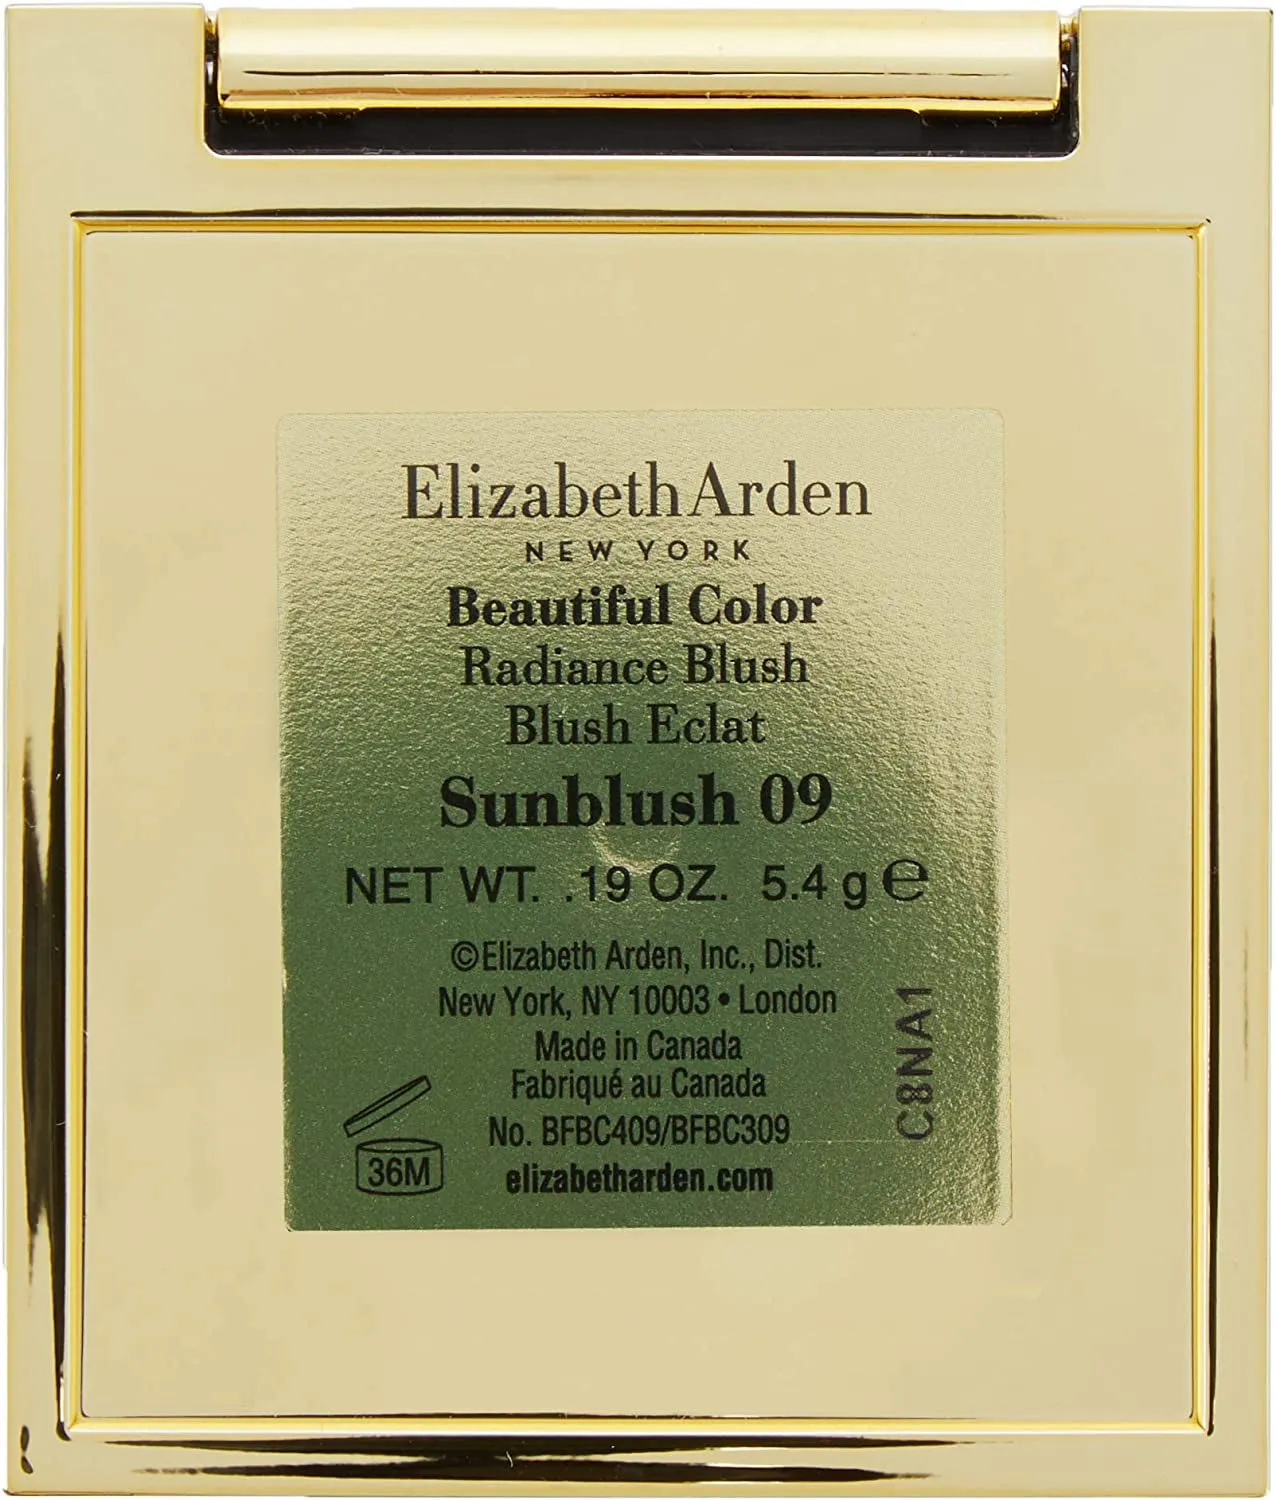 Elizabeth Arden
NEW YORK
Beautiful Color
Radiance Blush
Blush Eclat
Sunblush 09
NET WT. .19 OZ. 5.4 g ℮
©Elizabeth Arden, Inc., Dist.
New York, NY 10003 • London
Made in Canada
Fabriqué au Canada
No. BFBC409/BFBC309
elizabetharden.com
36M
C8NA1